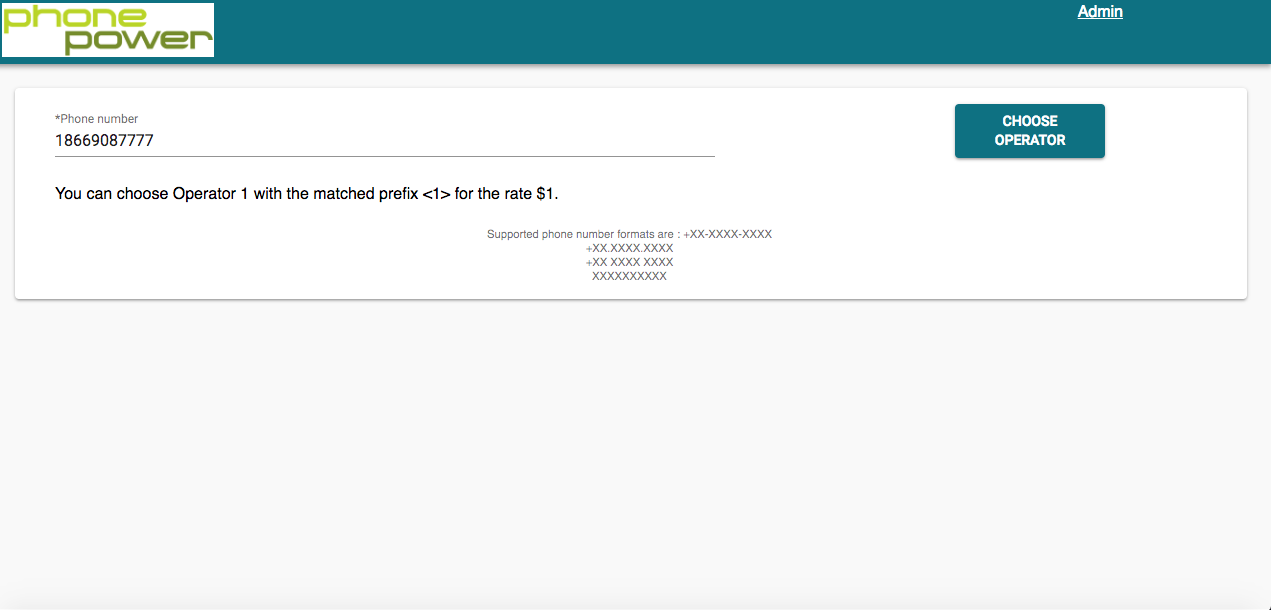 phone
power
Admin
*Phone number
18669087777
CHOOSE
OPERATOR
You can choose Operator 1 with the matched prefix <1> for the rate $1.
Supported phone number formats are : +XX-XXXX-XXXX
+XX.XXXX.XXXX
+XX XXXX XXXX
XXXXXXXXXX